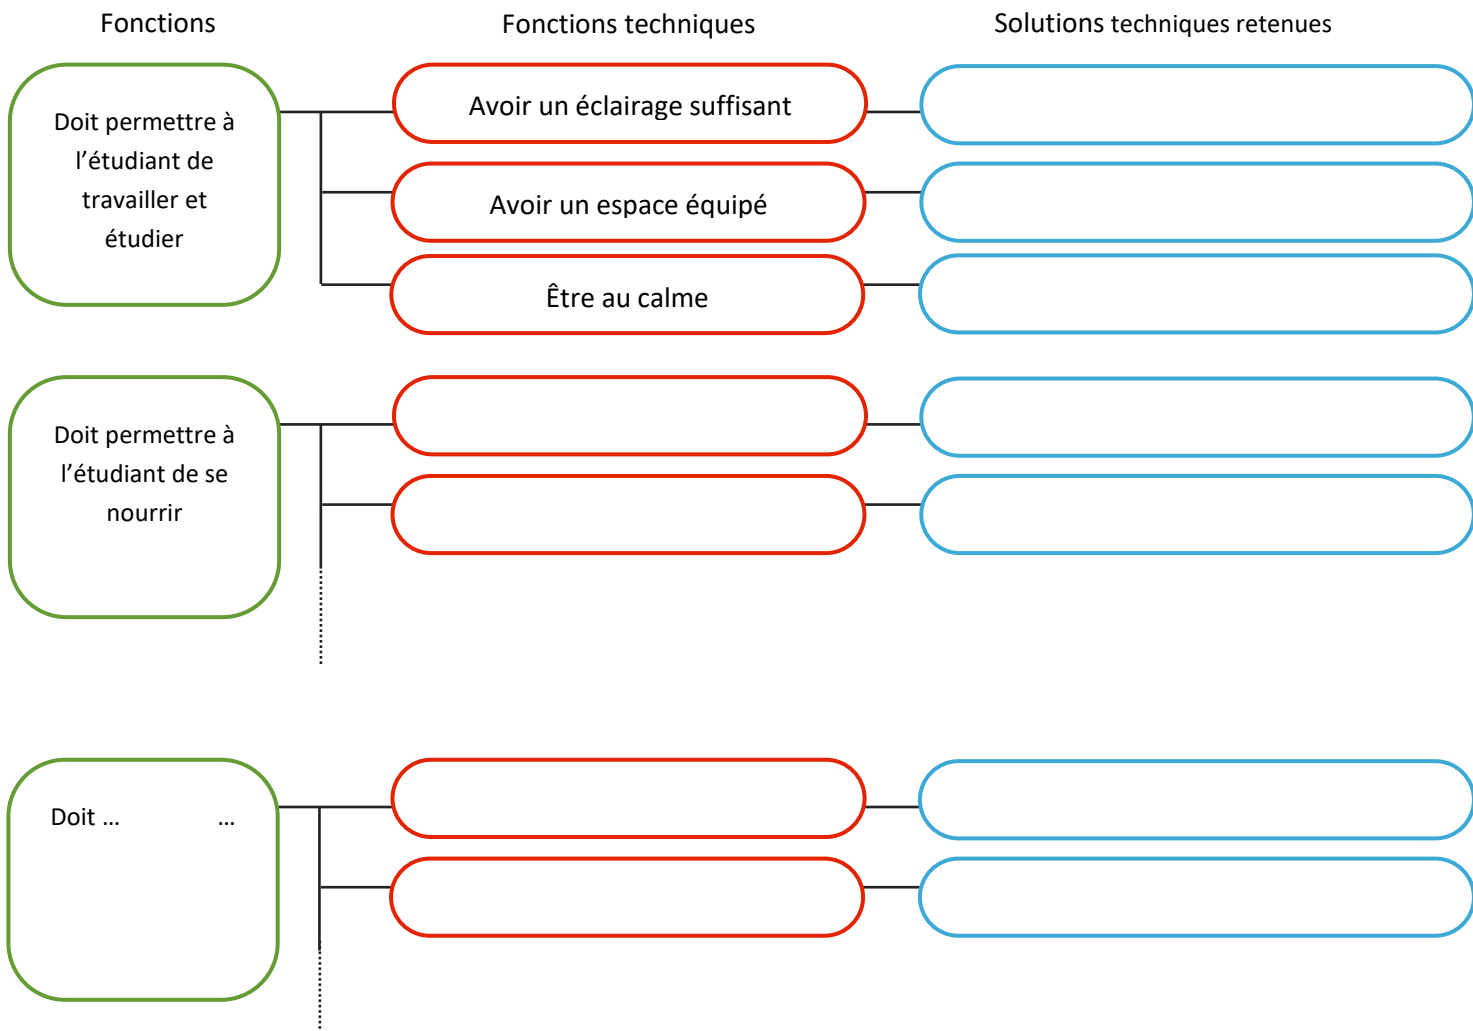 Fonctions
Fonctions techniques
Solutions techniques retenues
Doit permettre à
l’étudiant de
travailler et
étudier
Avoir un éclairage suffisant
Avoir un espace équipé
Être au calme
Doit permettre à
l’étudiant de se
nourrir
Doit … …